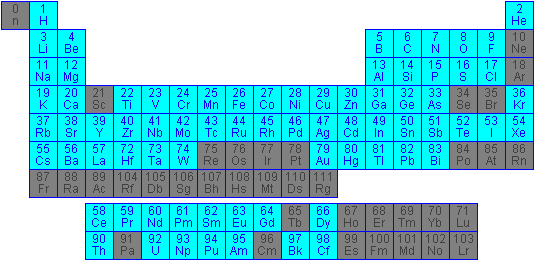 0 1 2
n H He
3 4 5 6 7 8 9 10
Li Be B C N O F Ne
11 12 13 14 15 16 17 18
Na Mg Al Si P S Cl Ar
19 20 21 22 23 24 25 26 27 28 29 30 31 32 33 34 35 36
K Ca Sc Ti V Cr Mn Fe Co Ni Cu Zn Ga Ge As Se Br Kr
37 38 39 40 41 42 43 44 45 46 47 48 49 50 51 52 53 54
Rb Sr Y Zr Nb Mo Tc Ru Rh Pd Ag Cd In Sn Sb Te I Xe
55 56 57 72 73 74 75 76 77 78 79 80 81 82 83 84 85 86
Cs Ba La Hf Ta W Re Os Ir Pt Au Hg Tl Pb Bi Po At Rn
87 88 89 104 105 106 107 108 109 110 111
Fr Ra Ac Rf Db Sg Bh Hs Mt Ds Rg
58 59 60 61 62 63 64 65 66 67 68 69 70 71
Ce Pr Nd Pm Sm Eu Gd Tb Dy Ho Er Tm Yb Lu
90 91 92 93 94 95 96 97 98 99 100 101 102 103
Th Pa U Np Pu Am Cm Bk Cf Es Fm Md No Lr